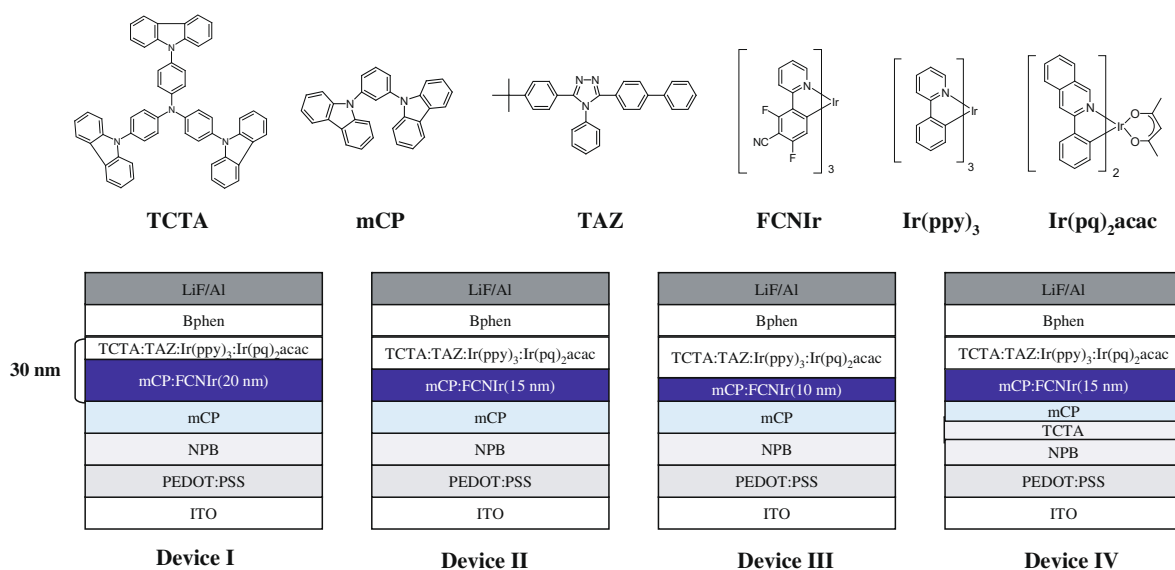 N
N
N
N
TCTA
N
N
mCP
N
N
N
TAZ
N
Ir
F
NC
F
3
FCNIr
N
Ir
3
Ir(ppy)₃
N
Ir
O
O
2
Ir(pq)₂acac
30 nm
LiF/Al
Bphen
TCTA:TAZ:Ir(ppy)₃:Ir(pq)₂acac
mCP:FCNIr(20 nm)
mCP
NPB
PEDOT:PSS
ITO
Device I
LiF/Al
Bphen
TCTA:TAZ:Ir(ppy)₃:Ir(pq)₂acac
mCP:FCNIr(15 nm)
mCP
NPB
PEDOT:PSS
ITO
Device II
LiF/Al
Bphen
TCTA:TAZ:Ir(ppy)₃:Ir(pq)₂acac
mCP:FCNIr(10 nm)
mCP
NPB
PEDOT:PSS
ITO
Device III
LiF/Al
Bphen
TCTA:TAZ:Ir(ppy)₃:Ir(pq)₂acac
mCP:FCNIr(15 nm)
mCP
TCTA
NPB
PEDOT:PSS
ITO
Device IV